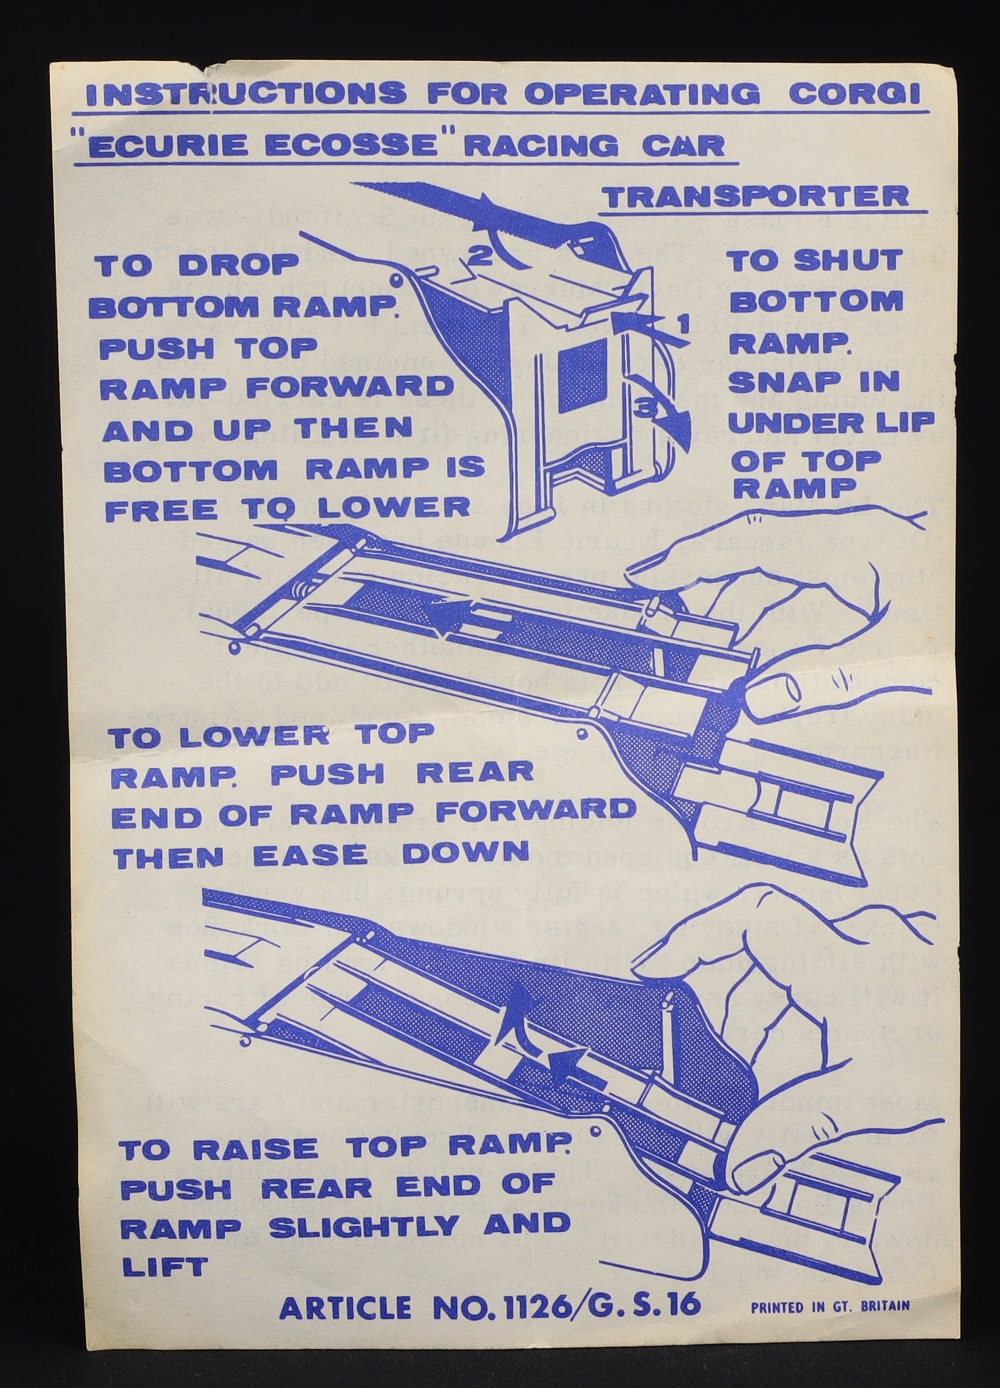 INSTRUCTIONS FOR OPERATING CORGI
"ECURIE ECOSSE" RACING CAR
TRANSPORTER
TO DROP
BOTTOM RAMP.
PUSH TOP
RAMP FORWARD
AND UP THEN
BOTTOM RAMP IS
FREE TO LOWER
2
1
3
TO SHUT
BOTTOM
RAMP.
SNAP IN
UNDER LIP
OF TOP
RAMP
TO LOWER TOP
RAMP. PUSH REAR
END OF RAMP FORWARD
THEN EASE DOWN
TO RAISE TOP RAMP.
PUSH REAR END OF
RAMP SLIGHTLY AND
LIFT
ARTICLE NO. 1126/G.S.16
PRINTED IN GT. BRITAIN